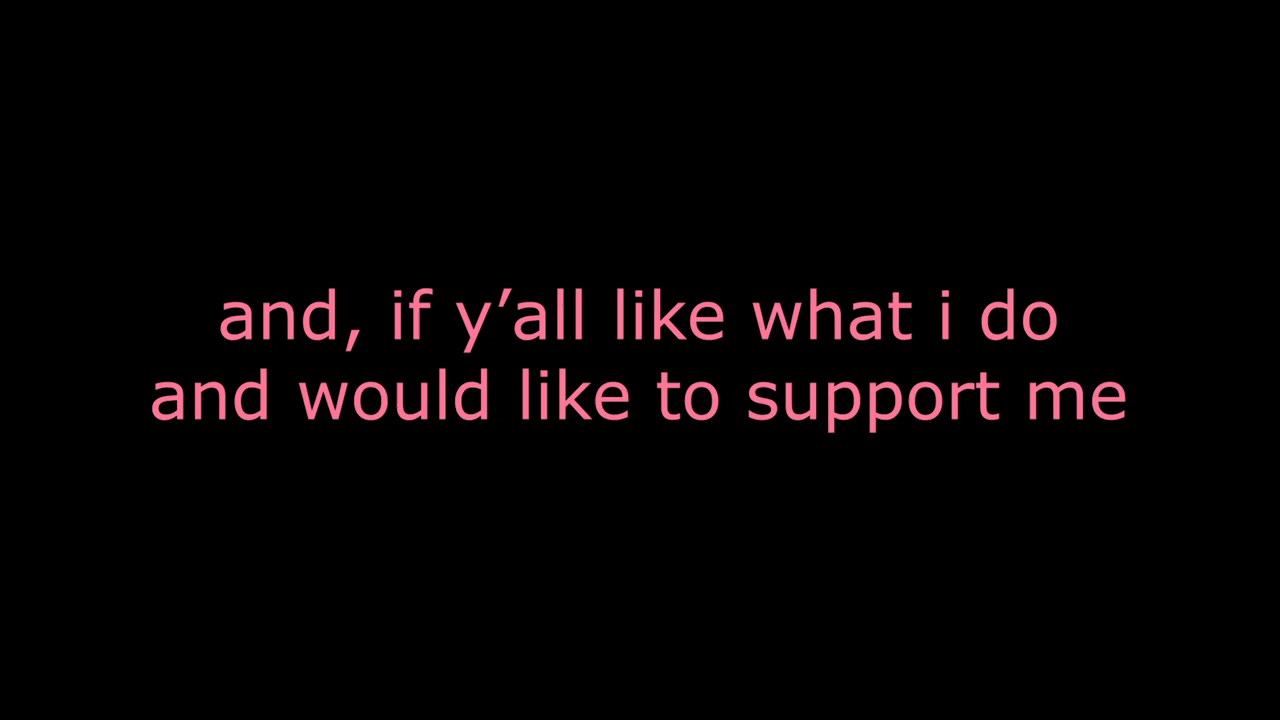 and, if y’all like what i do
and would like to support me